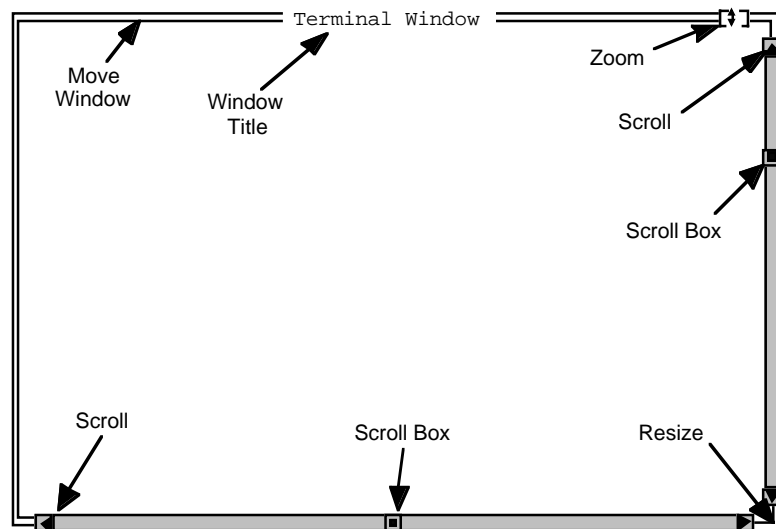 Terminal Window
Zoom
Move
Window
Window
Title
Scroll
Scroll Box
Scroll
Scroll Box
Resize